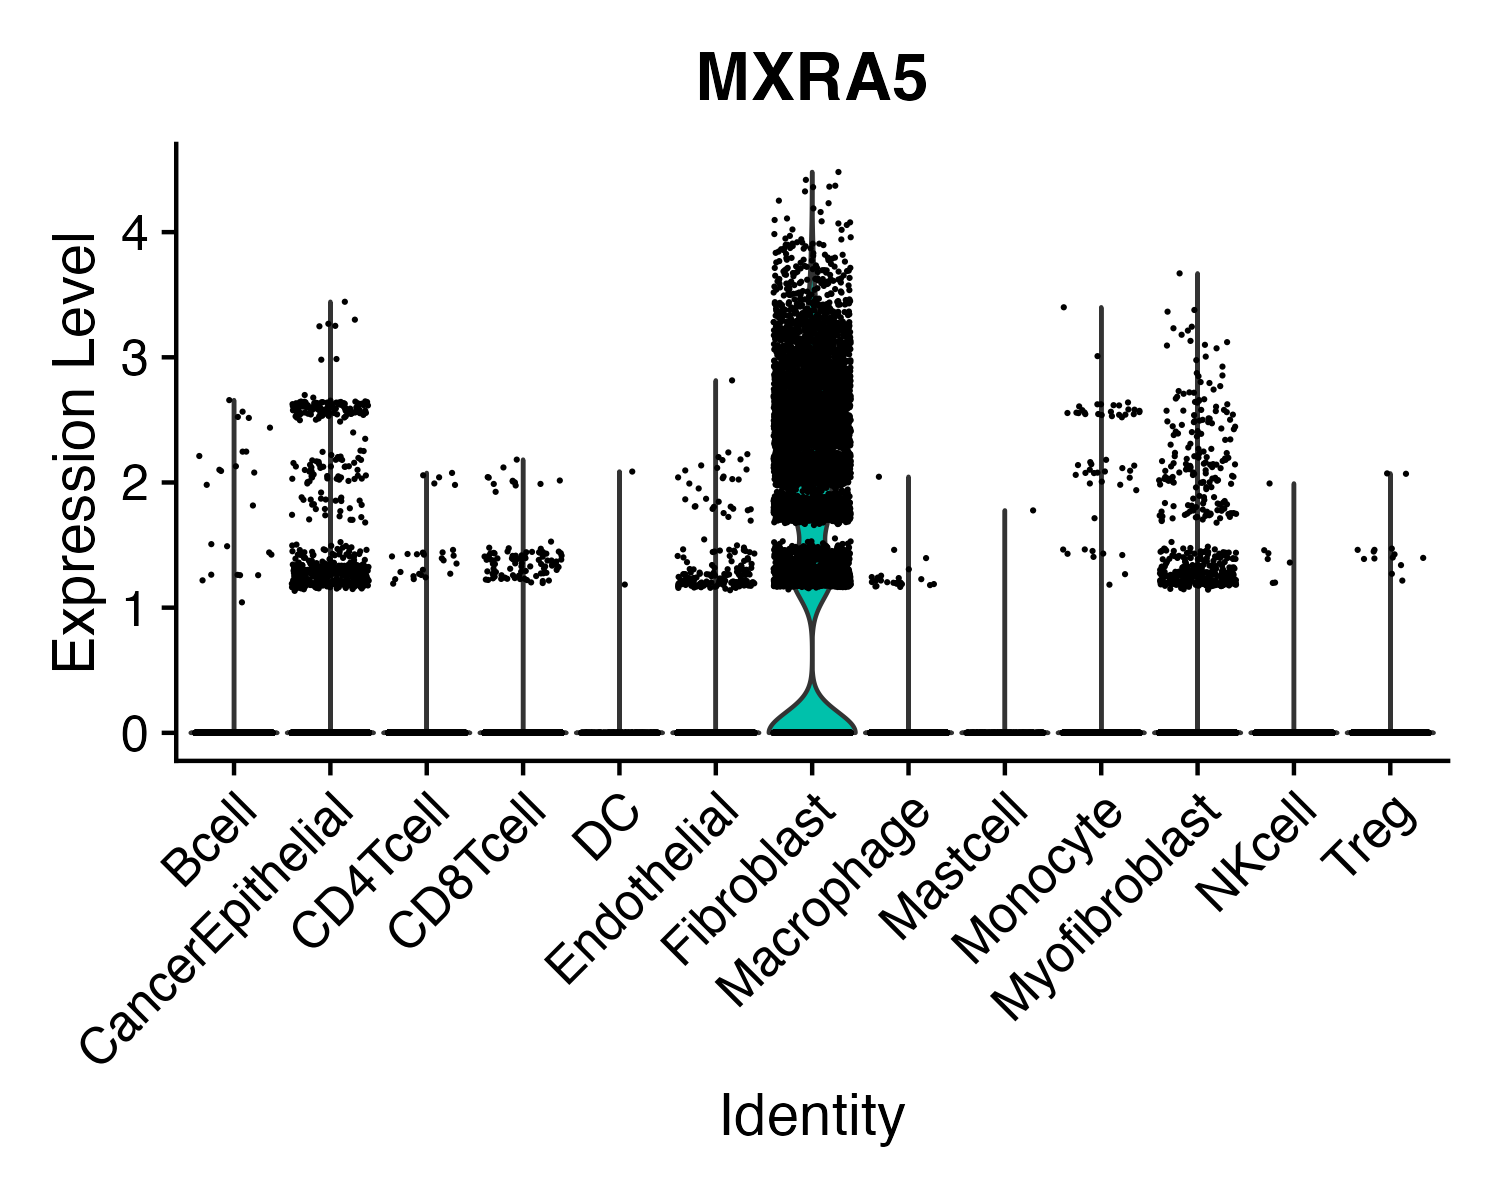 MXRA5
Expression Level
4
3
2
1
0
Bcell
CancerEpithelial
CD4Tcell
CD8Tcell
DC
Endothelial
Fibroblast
Macrophage
Mastcell
Monocyte
Myofibroblast
NKcell
Treg
Identity